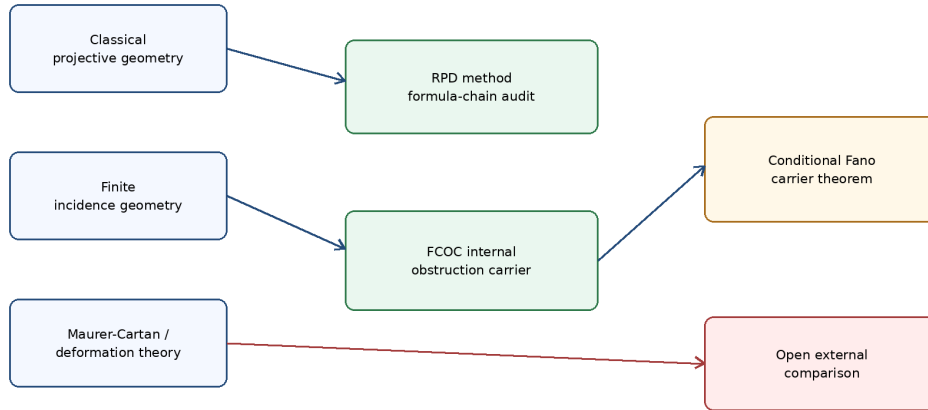 Classical
projective geometry
RPD method
formula-chain audit
Finite
incidence geometry
Conditional Fano
carrier theorem
FCOC internal
obstruction carrier
Maurer-Cartan /
deformation theory
Open external
comparison